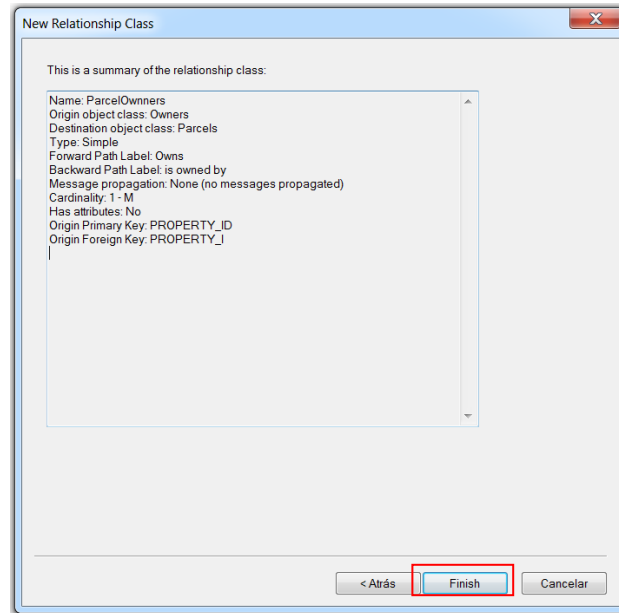 New Relationship Class
This is a summary of the relationship class:
Name: ParcelOwnners
Origin object class: Owners
Destination object class: Parcels
Type: Simple
Forward Path Label: Owns
Backward Path Label: is owned by
Message propagation: None (no messages propagated)
Cardinality: 1 - M
Has attributes: No
Origin Primary Key: PROPERTY_ID
Origin Foreign Key: PROPERTY_I
< Atrás Finish Cancelar